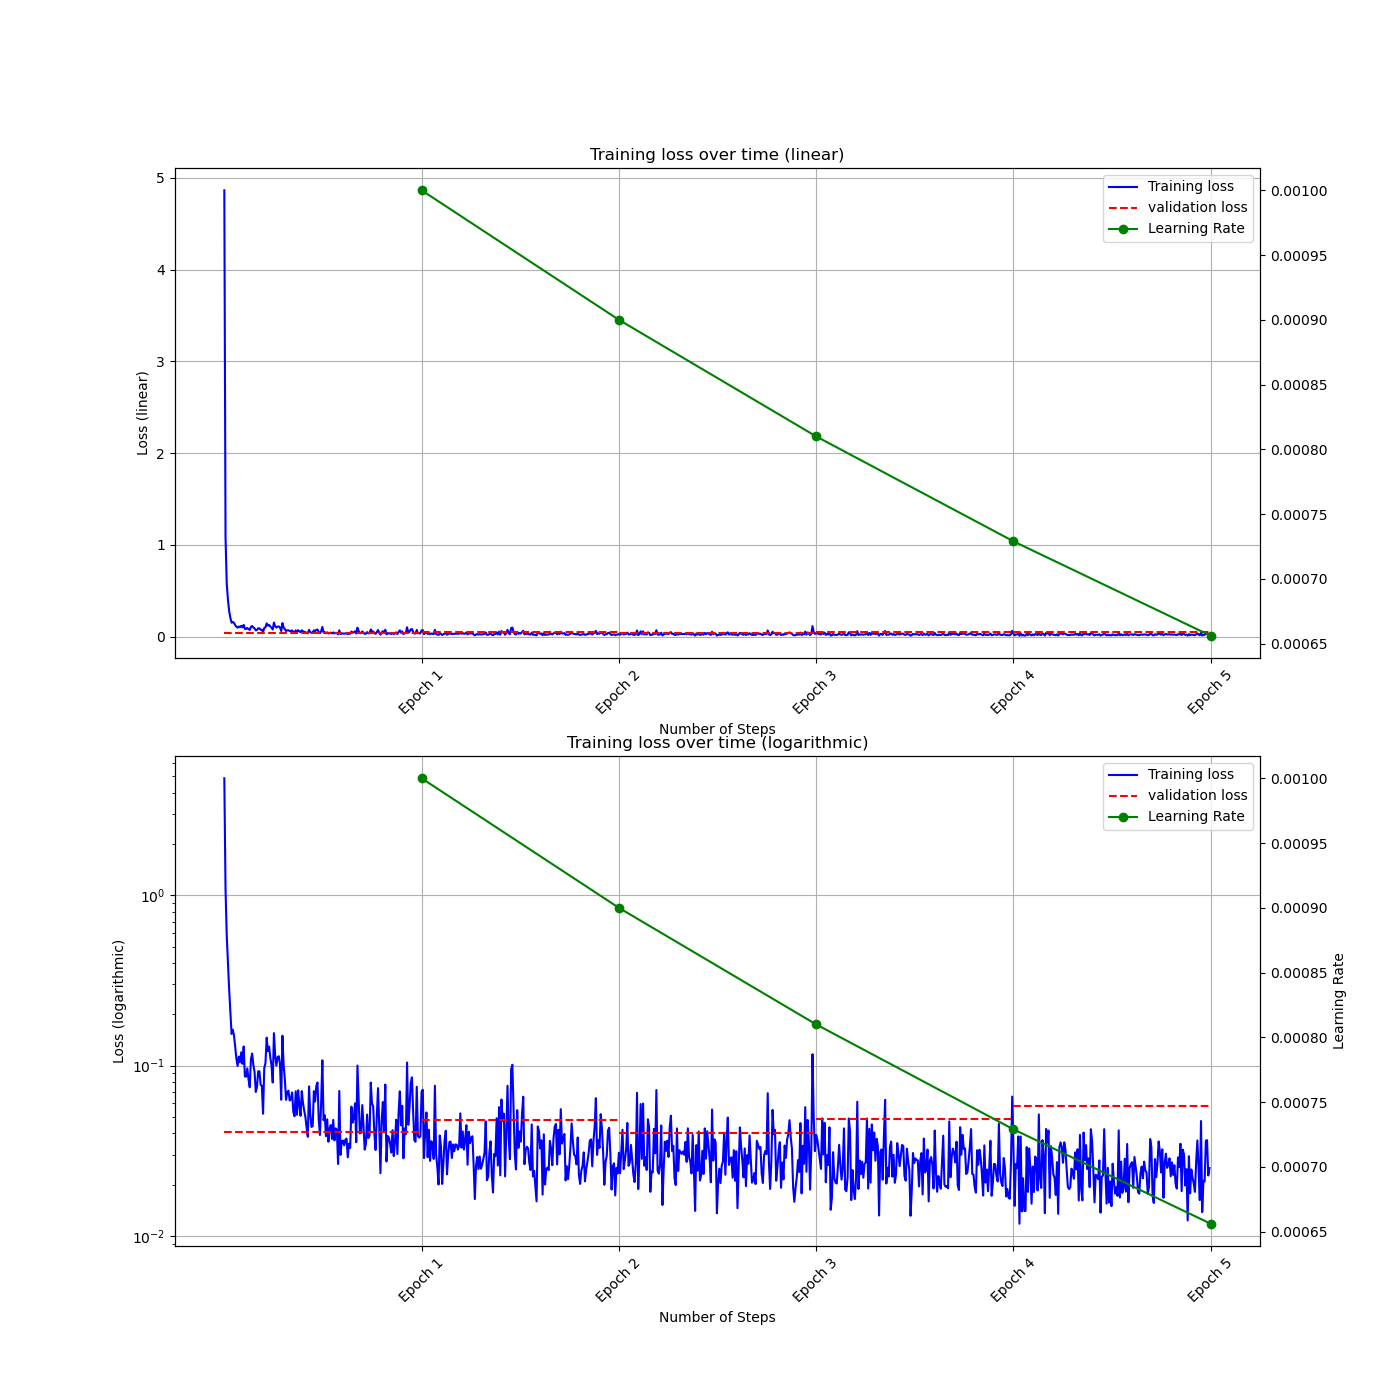 Training loss over time (linear)
5
4
3
2
1
0
Loss (linear)
Training loss
validation loss
Learning Rate
0.00100
0.00095
0.00090
0.00085
0.00080
0.00075
0.00070
0.00065
Epoch 1
Epoch 2
Epoch 3
Epoch 4
Epoch 5
Number of Steps
Training loss over time (logarithmic)
10⁰
10⁻¹
10⁻²
Loss (logarithmic)
Training loss
validation loss
Learning Rate
0.00100
0.00095
0.00090
0.00085
0.00080
0.00075
0.00070
0.00065
Learning Rate
Epoch 1
Epoch 2
Epoch 3
Epoch 4
Epoch 5
Number of Steps